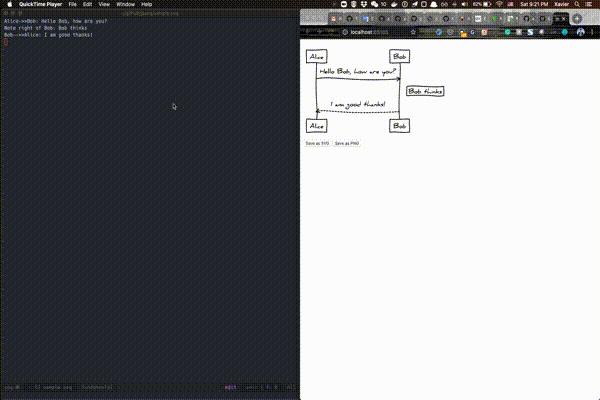 QuickTime Player File Edit View Window Help
82% Sat 9:21 PM Xavier
Alice->>Bob: Hello Bob, how are you?
Note right of Bob: Bob thinks
Bob-->>Alice: I am good thanks!
localhost
Alice Bob
Hello Bob, how are you?
Bob thinks
I am good thanks!
Alice Bob
Save as SVG Save as PNG
edit